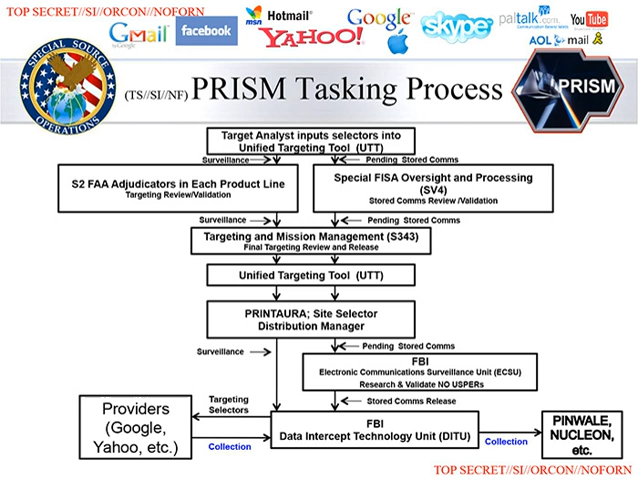 TOP SECRET//SI//ORCON//NOFORN
msn Hotmail Google paltalk.com YouTube
Gmail facebook YAHOO! skype AOL mail
by Google
SPECIAL SOURCE OPERATIONS
(TS//SI//NF) PRISM Tasking Process
PRISM
Target Analyst inputs selectors into
Unified Targeting Tool (UTT)
Surveillance Pending Stored Comms
S2 FAA Adjudicators in Each Product Line
Targeting Review/Validation
Special FISA Oversight and Processing
(SV4)
Stored Comms Review /Validation
Surveillance Pending Stored Comms
Targeting and Mission Management (S343)
Final Targeting Review and Release
Unified Targeting Tool (UTT)
PRINTAURA; Site Selector
Distribution Manager
Surveillance
Pending Stored Comms
FBI
Electronic Communications Surveillance Unit (ECSU)
Research & Validate NO USPERs
Stored Comms Release
Providers
(Google,
Yahoo, etc.)
Targeting
Selectors
Collection
FBI
Data Intercept Technology Unit (DITU)
Collection
PINWALE,
NUCLEON,
etc.
TOP SECRET//SI//ORCON//NOFORN